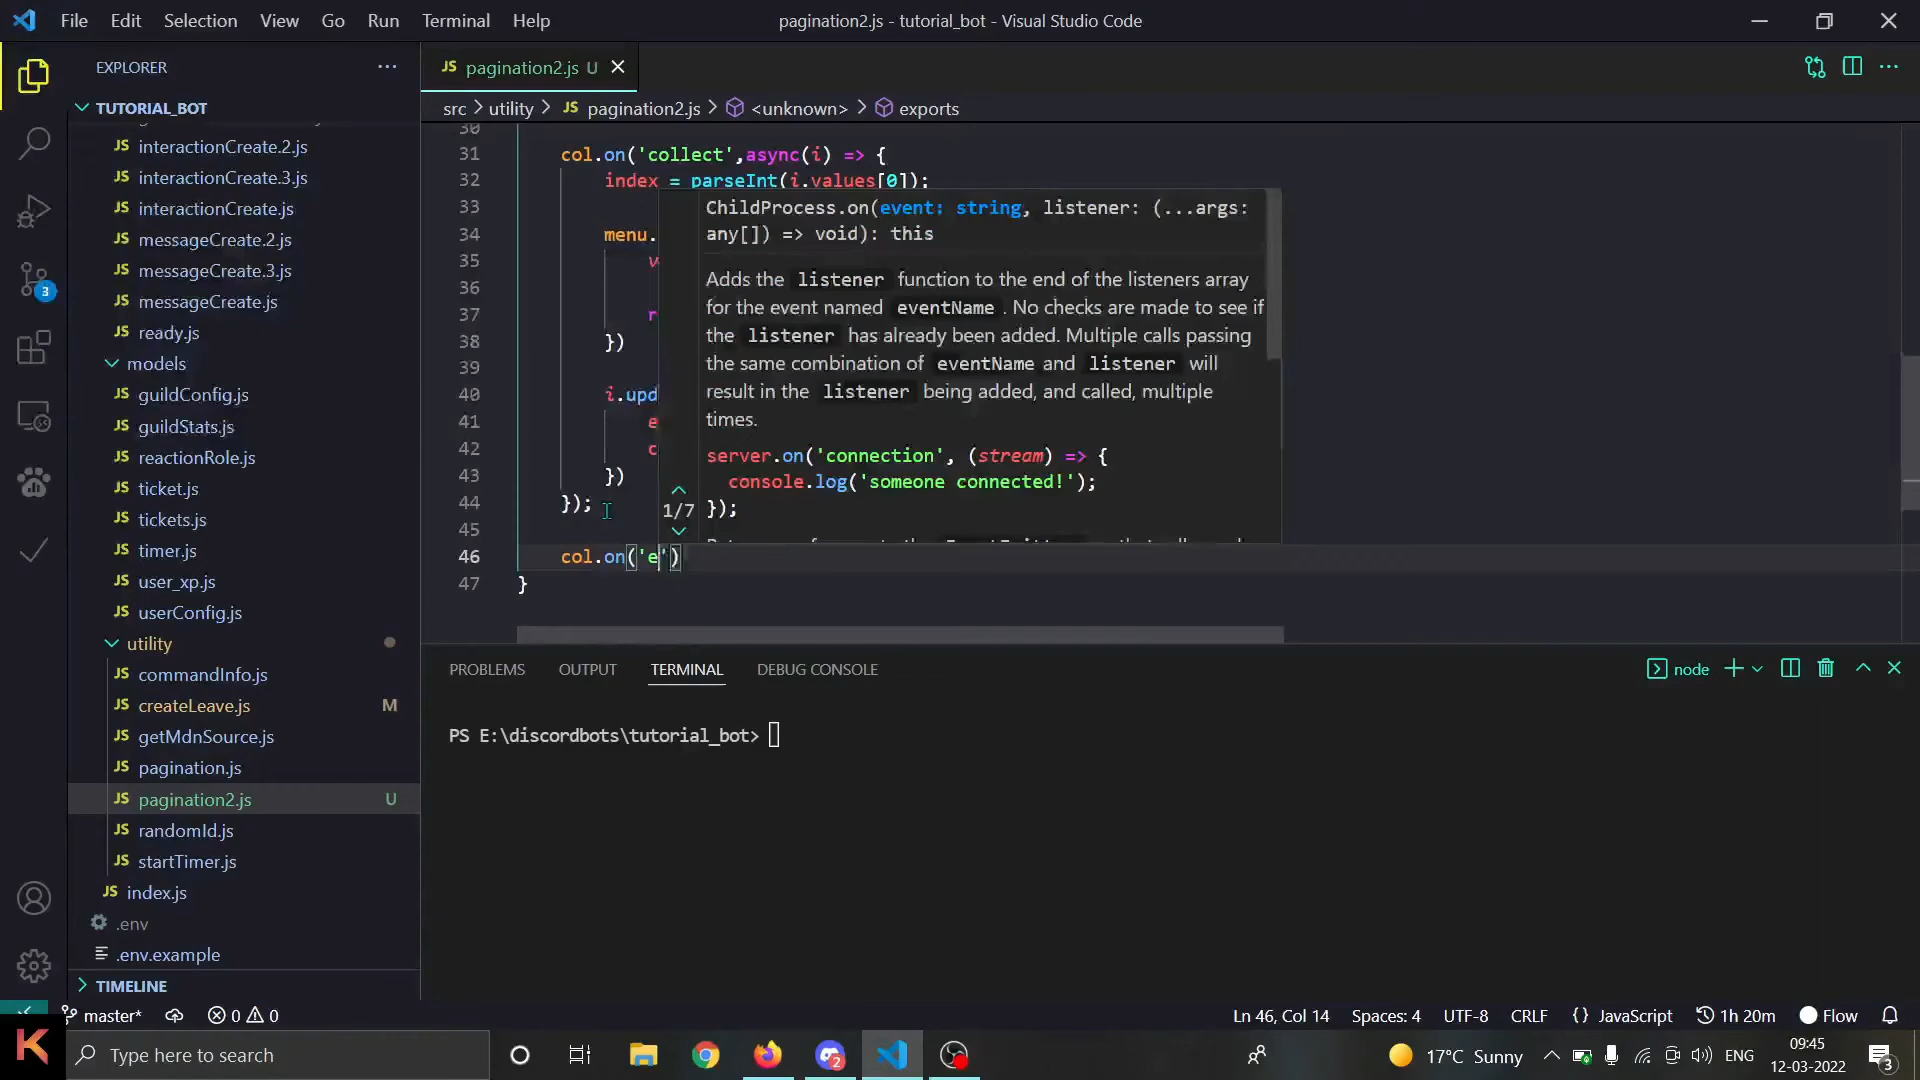 File Edit Selection View Go Run Terminal Help
pagination2.js - tutorial_bot - Visual Studio Code
EXPLORER
TUTORIAL_BOT
interactionCreate.2.js
interactionCreate.3.js
interactionCreate.js
messageCreate.2.js
messageCreate.3.js
messageCreate.js
ready.js
models
guildConfig.js
guildStats.js
reactionRole.js
ticket.js
tickets.js
timer.js
user_xp.js
userConfig.js
utility
commandInfo.js
createLeave.js M
getMdnSource.js
pagination.js
pagination2.js U
randomId.js
startTimer.js
index.js
.env
.env.example
TIMELINE
JS pagination2.js U
src > utility > JS pagination2.js > <unknown> > exports
30
31 col.on('collect',async(i) => {
32 index = parseInt(i.values[0]);
33
34 menu.
35 v
36
37 r
38 })
39
40 i.upd
41 e
42 c
43 })
44 });
45
46 col.on('e')
47 }
ChildProcess.on(event: string, listener: (...args:
any[]) => void): this
Adds the listener function to the end of the listeners array
for the event named eventName . No checks are made to see if
the listener has already been added. Multiple calls passing
the same combination of eventName and listener will
result in the listener being added, and called, multiple
times.
server.on('connection', (stream) => {
console.log('someone connected!');
});
1/7
PROBLEMS OUTPUT TERMINAL DEBUG CONSOLE
node
PS E:\discordbots\tutorial_bot>
3
master* 0 0
Ln 46, Col 14 Spaces: 4 UTF-8 CRLF {} JavaScript 1h 20m Flow
K
Type here to search
2
17°C Sunny
ENG
09:45
12-03-2022
3